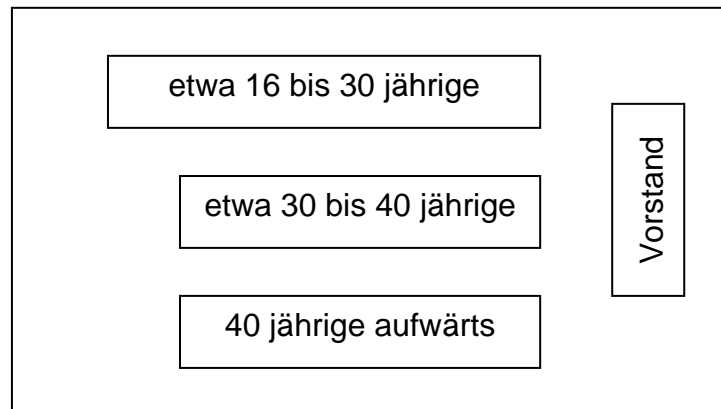 etwa 16 bis 30 jährige
etwa 30 bis 40 jährige
40 jährige aufwärts
Vorstand